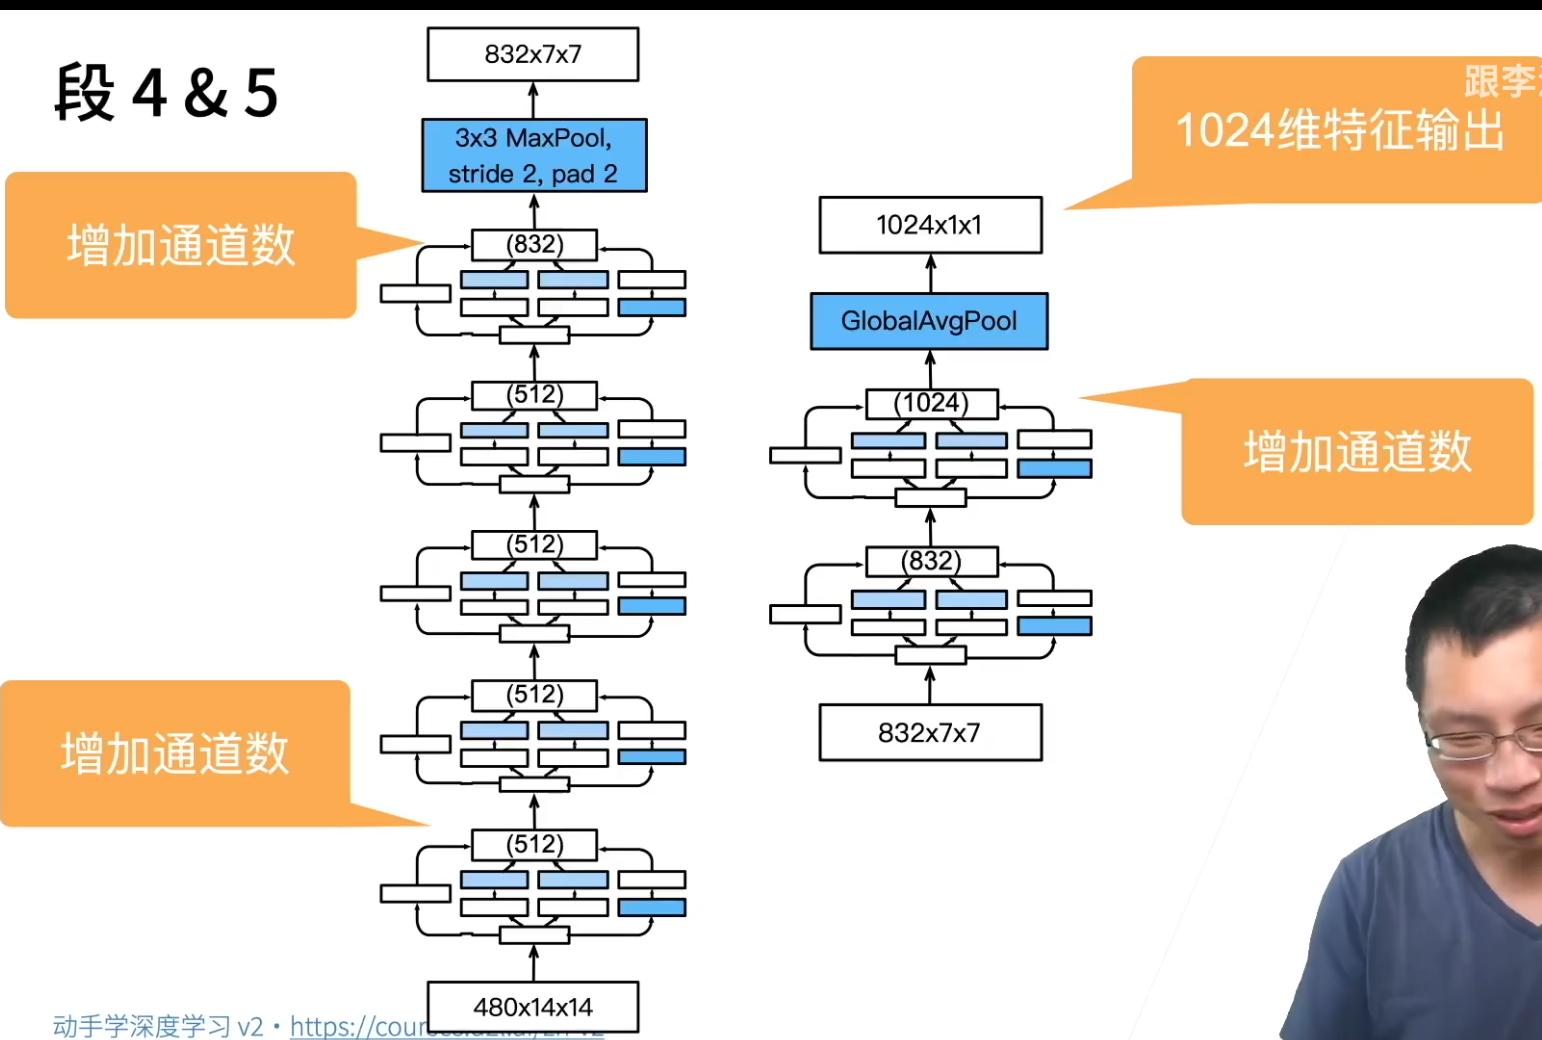 段 4 & 5
832x7x7
3x3 MaxPool,
stride 2, pad 2
增加通道数
(832)
(512)
(512)
(512)
增加通道数
(512)
480x14x14
跟李
1024维特征输出
1024x1x1
GlobalAvgPool
(1024)
增加通道数
(832)
832x7x7
动手学深度学习 v2 • https://cour